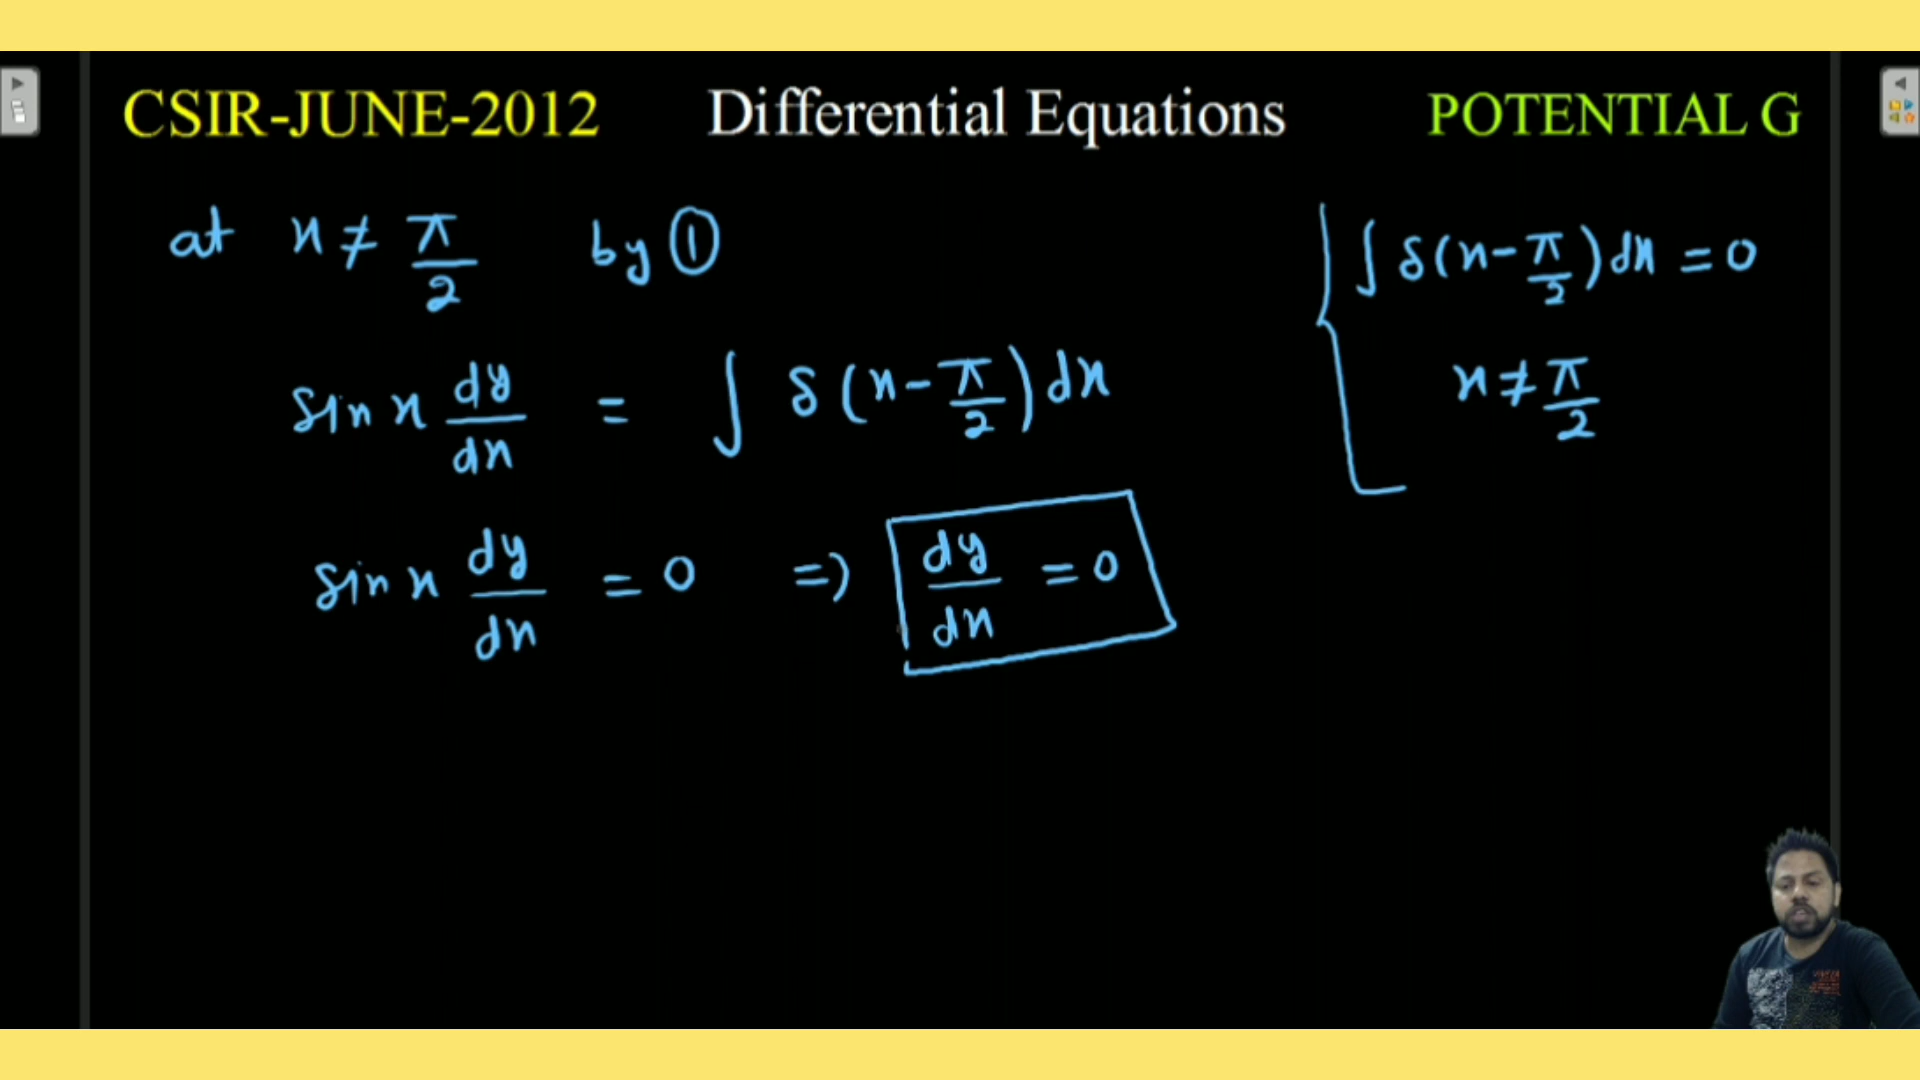 CSIR-JUNE-2012 Differential Equations POTENTIAL G
at x ≠ π/2 by ①
∫ δ(x - π/2) dx = 0
x ≠ π/2
sin x dy/dx = ∫ δ(x - π/2) dx
sin x dy/dx = 0 => dy/dx = 0